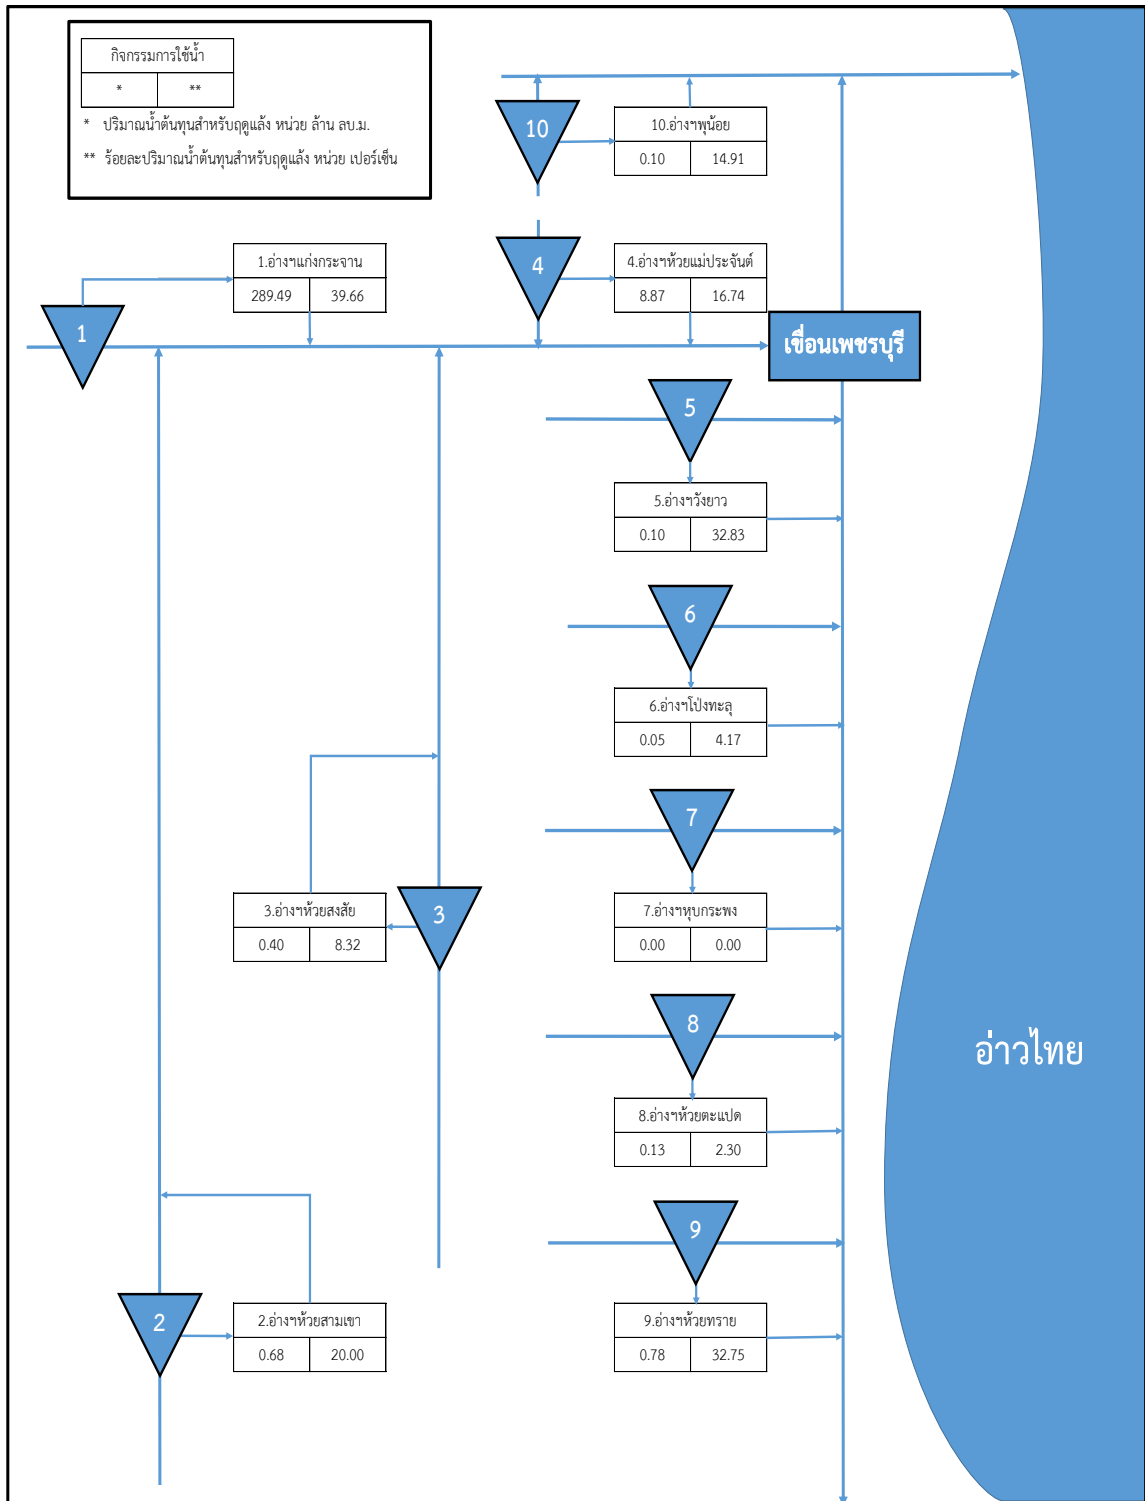 กิจกรรมการใช้น้ำ
* **
* ปริมาณน้ำต้นทุนสำหรับฤดูแล้ง หน่วย ล้าน ลบ.ม.
** ร้อยละปริมาณน้ำต้นทุนสำหรับฤดูแล้ง หน่วย เปอร์เซ็น
10
10.อ่างฯพุน้อย
0.10 14.91
4
4.อ่างฯห้วยแม่ประจันต์
8.87 16.74
1.อ่างฯแก่งกระจาน
289.49 39.66
1
เขื่อนเพชรบุรี
5
5.อ่างฯวังยาว
0.10 32.83
6
6.อ่างฯโป่งทะลุ
0.05 4.17
7
7.อ่างฯหุบกระพง
0.00 0.00
3.อ่างฯห้วยสงสัย
0.40 8.32
3
8
8.อ่างฯห้วยตะแปด
0.13 2.30
อ่าวไทย
9
9.อ่างฯห้วยทราย
0.78 32.75
2
2.อ่างฯห้วยสามเขา
0.68 20.00